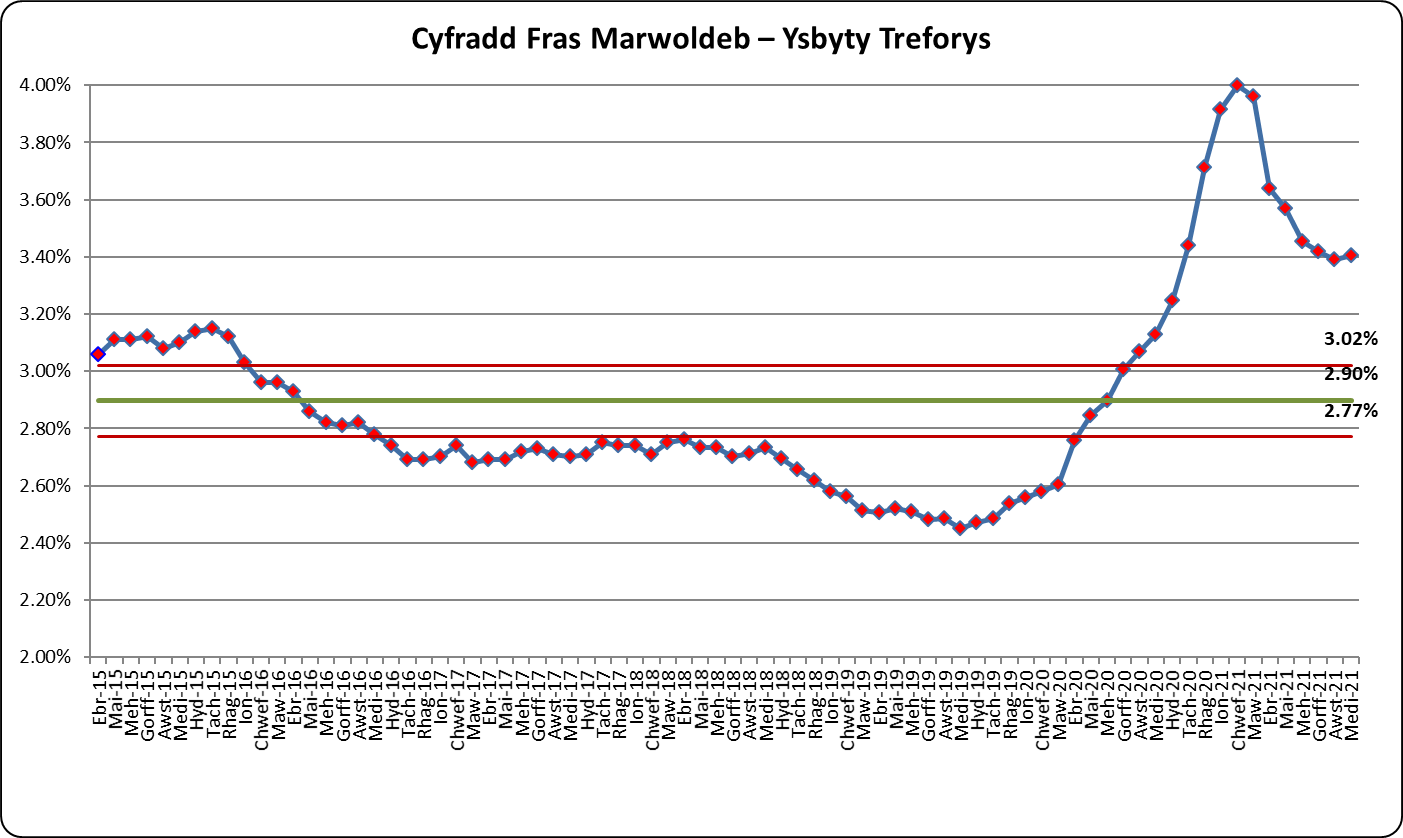 Cyfradd Fras Marwoldeb – Ysbyty Treforys
4.00%
3.80%
3.60%
3.40%
3.20%
3.00%
2.80%
2.60%
2.40%
2.20%
2.00%
3.02%
2.90%
2.77%
Ebr-15
Mai-15
Meh-15
Gorff-15
Awst-15
Medi-15
Hyd-15
Tach-15
Rhag-15
Ion-16
Chwef-16
Maw-16
Ebr-16
Mai-16
Meh-16
Gorff-16
Awst-16
Medi-16
Hyd-16
Tach-16
Rhag-16
Ion-17
Chwef-17
Maw-17
Ebr-17
Mai-17
Meh-17
Gorff-17
Awst-17
Medi-17
Hyd-17
Tach-17
Rhag-17
Ion-18
Chwef-18
Maw-18
Ebr-18
Mai-18
Meh-18
Gorff-18
Awst-18
Medi-18
Hyd-18
Tach-18
Rhag-18
Ion-19
Chwef-19
Maw-19
Ebr-19
Mai-19
Meh-19
Gorff-19
Awst-19
Medi-19
Hyd-19
Tach-19
Rhag-19
Ion-20
Chwef-20
Maw-20
Ebr-20
Mai-20
Meh-20
Gorff-20
Awst-20
Medi-20
Hyd-20
Tach-20
Rhag-20
Ion-21
Chwef-21
Maw-21
Ebr-21
Mai-21
Meh-21
Gorff-21
Awst-21
Medi-21